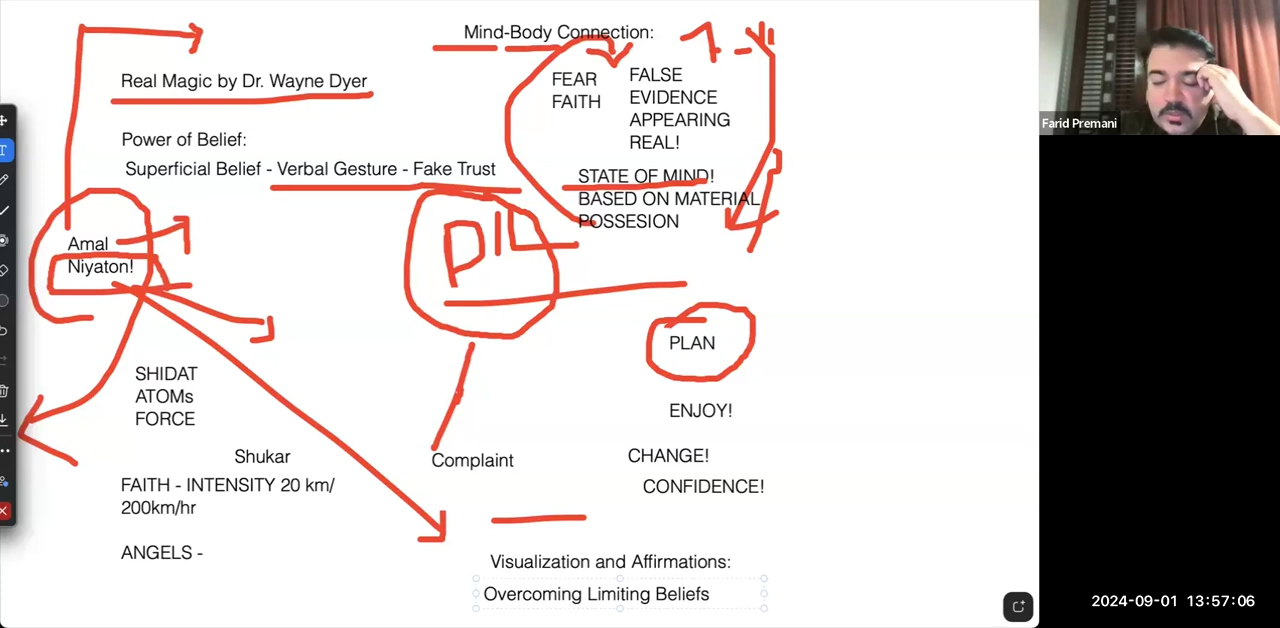 Mind-Body Connection:
Real Magic by Dr. Wayne Dyer
FEAR
FAITH
FALSE
EVIDENCE
APPEARING
REAL!
Farid Premani
Power of Belief:
Superficial Belief - Verbal Gesture - Fake Trust
STATE OF MIND!
BASED ON MATERIAL
POSSESION
Amal
Niyaton!
PLAN
SHIDAT
ATOMs
FORCE
ENJOY!
Shukar
Complaint
CHANGE!
CONFIDENCE!
FAITH - INTENSITY 20 km/
200km/hr
ANGELS -
Visualization and Affirmations:
Overcoming Limiting Beliefs
2024-09-01 13:57:06